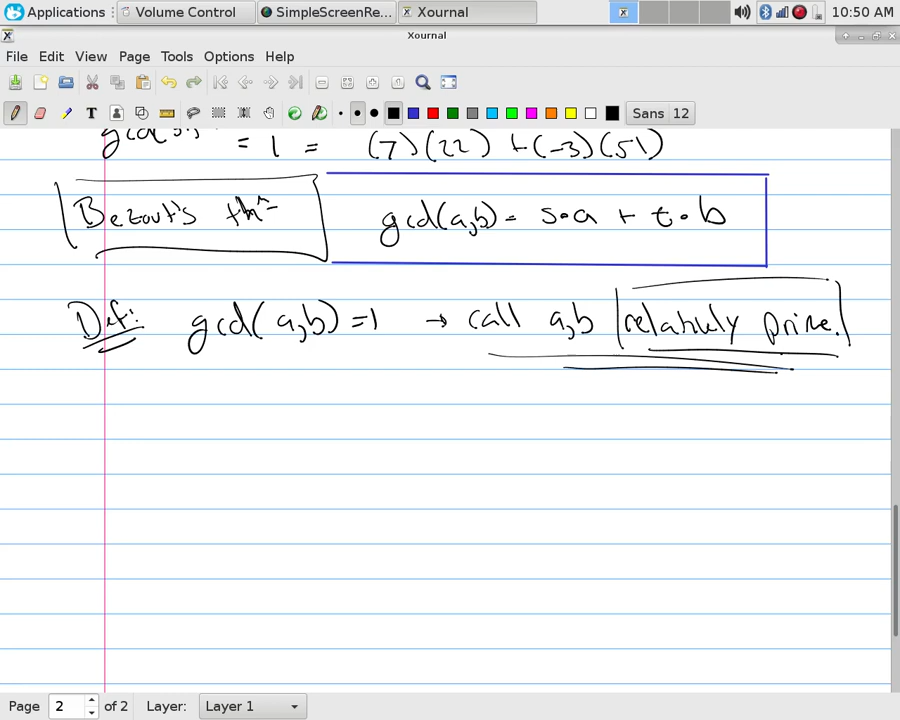 Applications Volume Control SimpleScreenRe... Xournal 10:50 AM
Xournal
File Edit View Page Tools Options Help
Sans 12
= 1 = (7)(22) + (-3)(51)
Bezout's thm gcd(a,b) = s·a + t·b
Def: gcd(a,b) = 1 → call a,b relatively prime.
Page 2 of 2 Layer: Layer 1